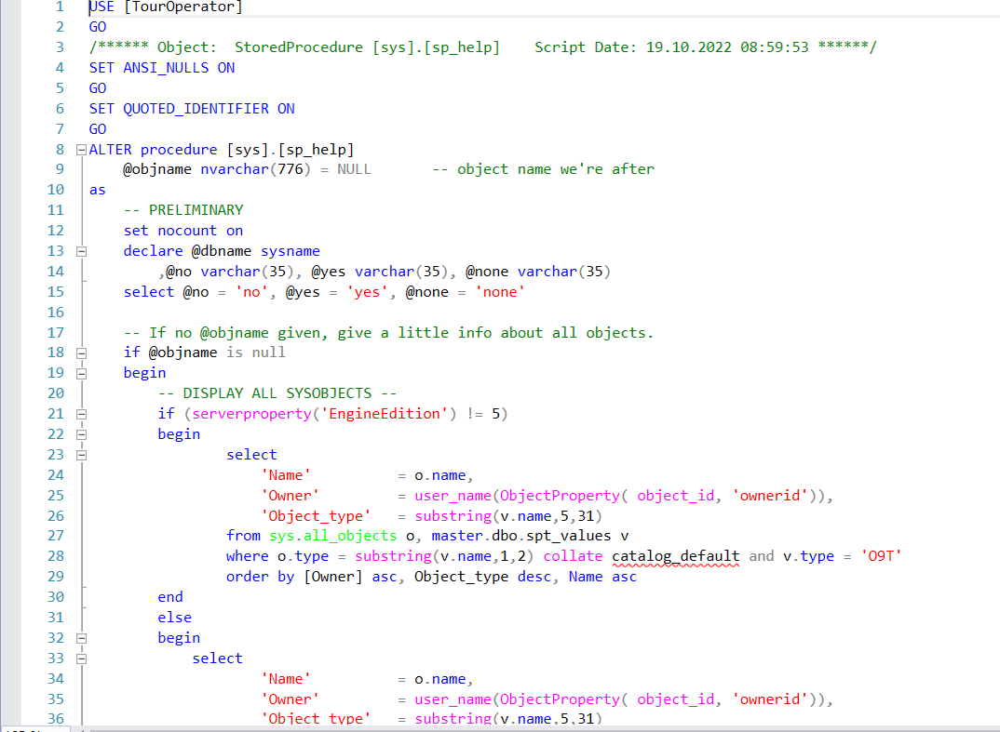 1 USE [TourOperator]
2 GO
3 /****** Object:  StoredProcedure [sys].[sp_help]    Script Date: 19.10.2022 08:59:53 ******/
4 SET ANSI_NULLS ON
5 GO
6 SET QUOTED_IDENTIFIER ON
7 GO
8 ALTER procedure [sys].[sp_help]
9     @objname nvarchar(776) = NULL       -- object name we're after
10 as
11     -- PRELIMINARY
12     set nocount on
13     declare @dbname sysname
14         ,@no varchar(35), @yes varchar(35), @none varchar(35)
15     select @no = 'no', @yes = 'yes', @none = 'none'
16
17     -- If no @objname given, give a little info about all objects.
18     if @objname is null
19     begin
20         -- DISPLAY ALL SYSOBJECTS --
21         if (serverproperty('EngineEdition') != 5)
22         begin
23                 select
24                     'Name'          = o.name,
25                     'Owner'         = user_name(ObjectProperty( object_id, 'ownerid')),
26                     'Object_type'   = substring(v.name,5,31)
27                 from sys.all_objects o, master.dbo.spt_values v
28                 where o.type = substring(v.name,1,2) collate catalog_default and v.type = 'O9T'
29                 order by [Owner] asc, Object_type desc, Name asc
30         end
31         else
32         begin
33             select
34                     'Name'          = o.name,
35                     'Owner'         = user_name(ObjectProperty( object_id, 'ownerid')),
36                     'Object_type'   = substring(v.name,5,31)